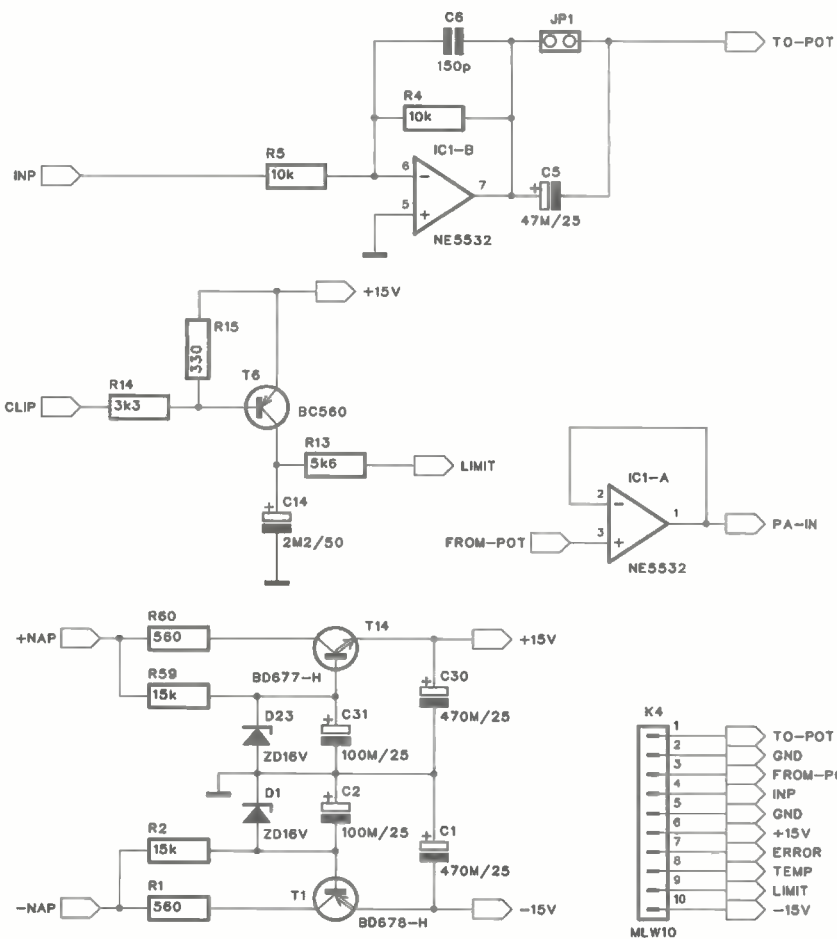 C6
150p
JP1
TO-POT
R4
10k
R5
10k
INP
IC1-B
6
7
5
NE5532
C5
47M/25
+15V
R15
330
T6
R14
3k3
CLIP
BC560
R13
5k6
LIMIT
C14
2M2/50
IC1-A
2
1
3
FROM-POT
PA-IN
NE5532
R60
560
+NAP
T14
+15V
R59
15k
BD677-H
D23
ZD16V
C31
100M/25
C30
470M/25
D1
ZD16V
C2
100M/25
C1
470M/25
R2
15k
R1
560
-NAP
T1
BD678-H
-15V
K4
1 TO-POT
2 GND
3 FROM-PO
4 INP
5 GND
6 +15V
7 ERROR
8 TEMP
9 LIMIT
10 -15V
MLW10